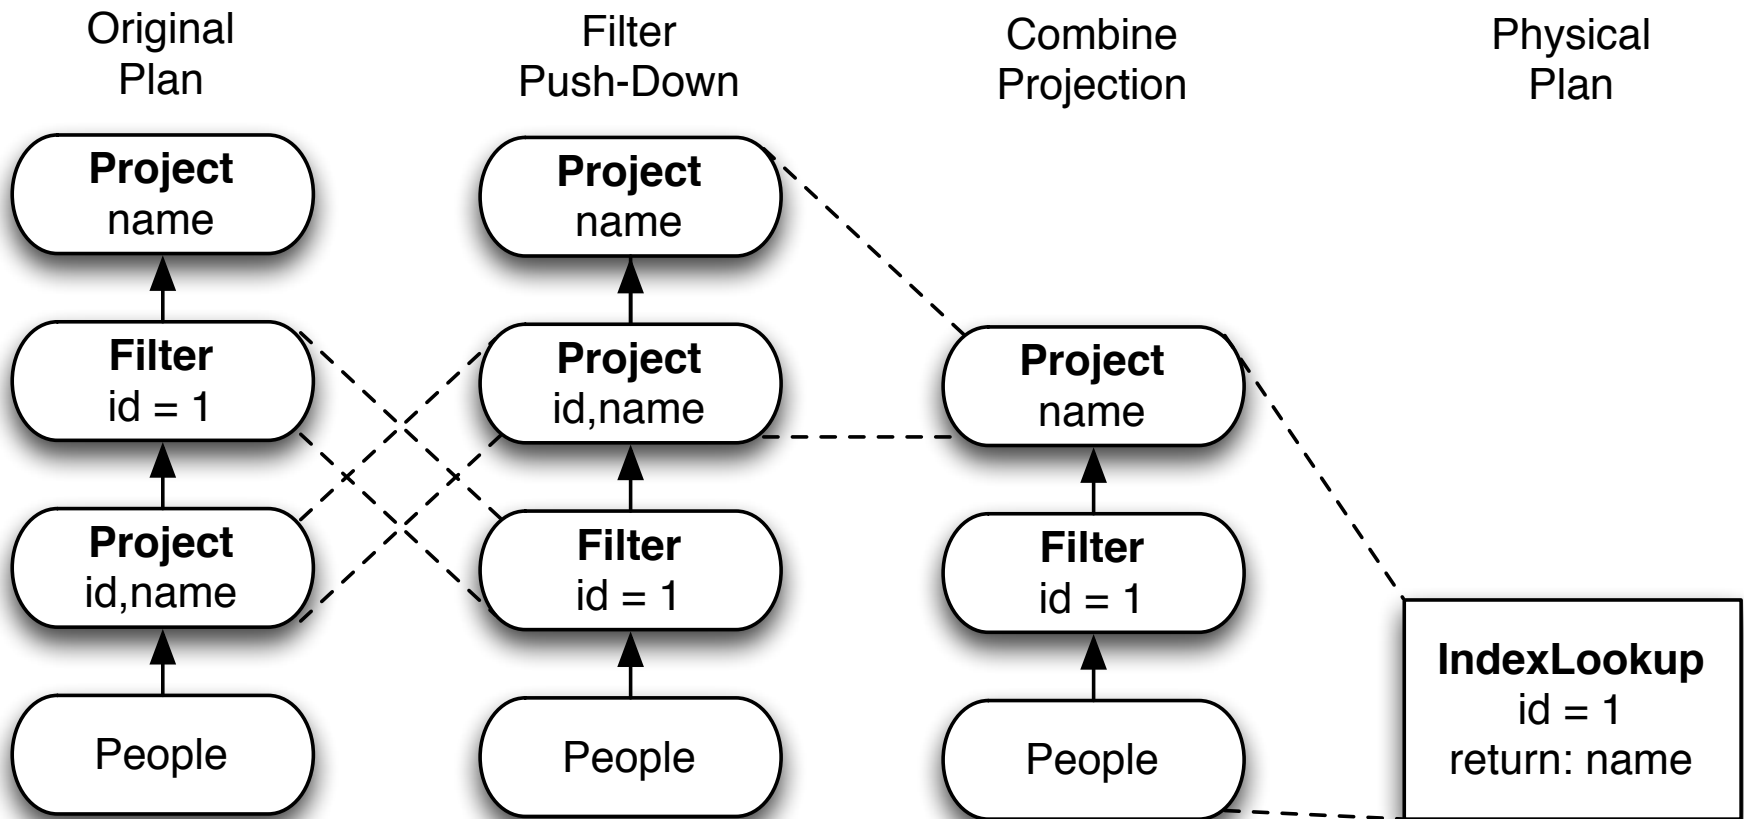 Original
Plan
Filter
Push-Down
Combine
Projection
Physical
Plan
Project
name
Filter
id = 1
Project
id,name
People
Project
name
Project
id,name
Filter
id = 1
People
Project
name
Filter
id = 1
People
IndexLookup
id = 1
return: name